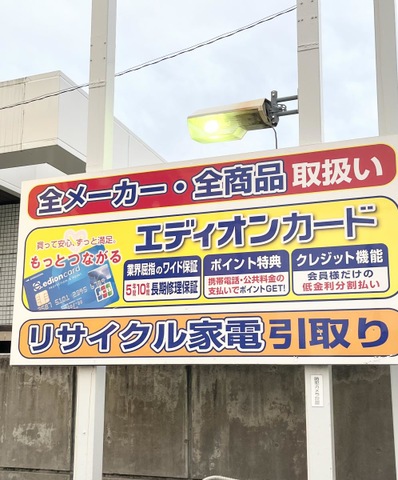 全メーカー・全商品 取扱い
買って安心、ずっと満足。
もっとつながる
エディオンカード
edioncard
業界屈指のワイド保証
5年間10年間長期修理保証
ポイント特典
携帯電話・公共料金の
支払いでポイントGET!
クレジット機能
会員様だけの
低金利分割払い
リサイクル家電引取り